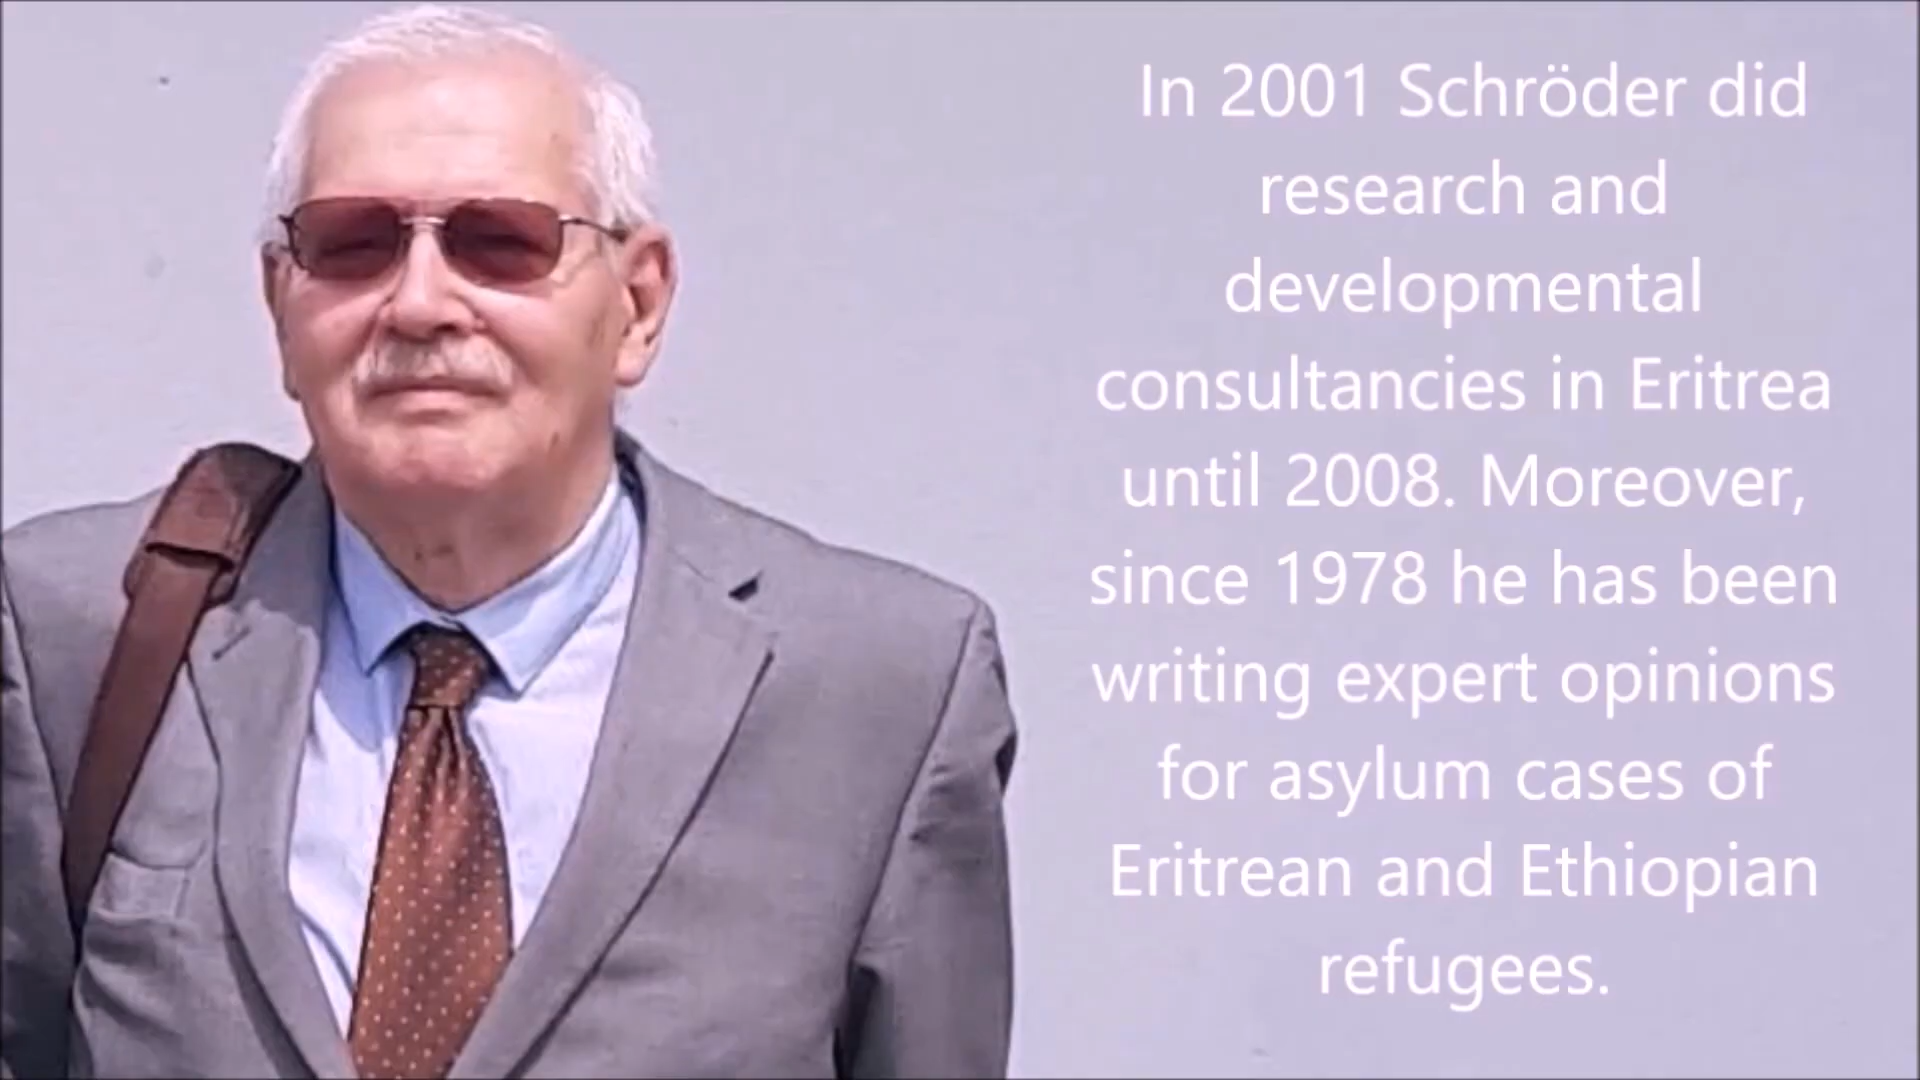 In 2001 Schröder did
research and
developmental
consultancies in Eritrea
until 2008. Moreover,
since 1978 he has been
writing expert opinions
for asylum cases of
Eritrean and Ethiopian
refugees.